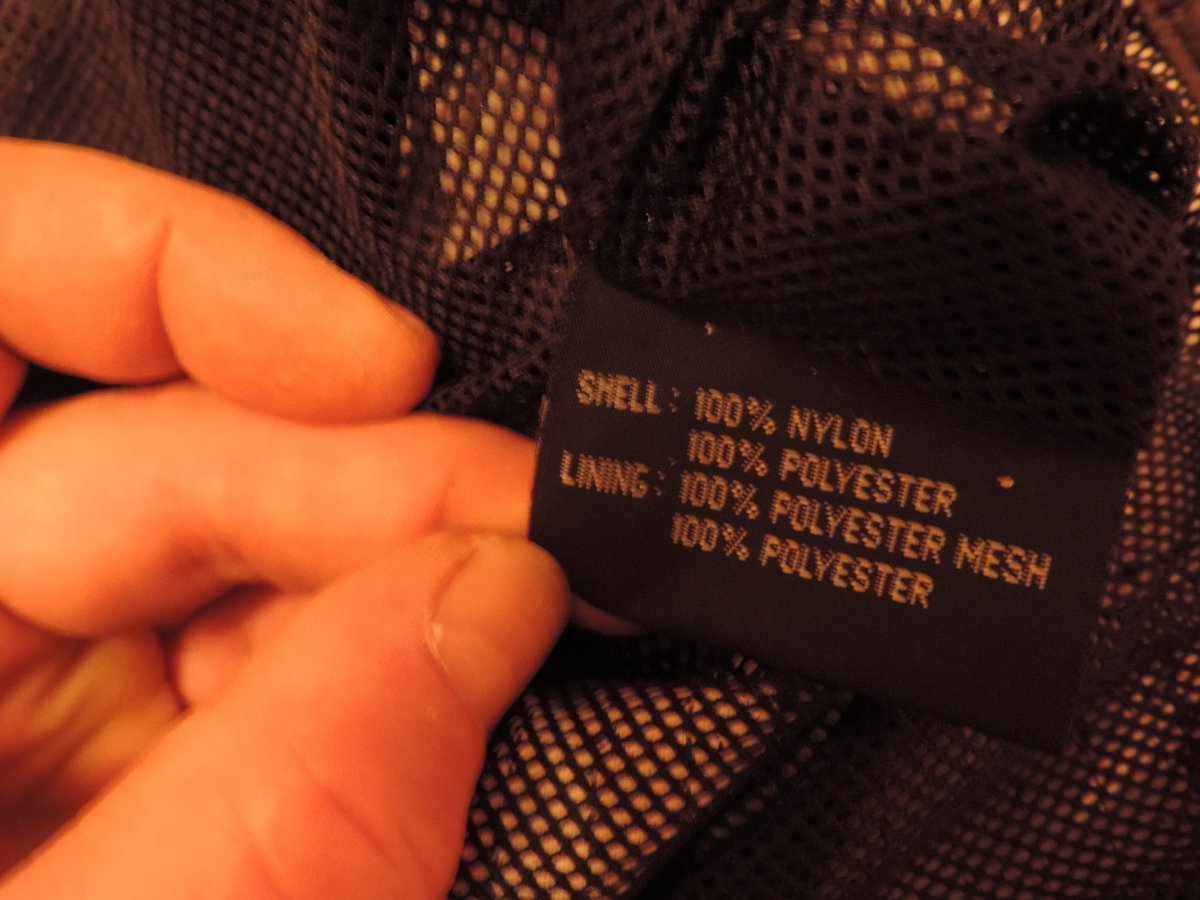 SHELL : 100% NYLON
100% POLYESTER
LINING : 100% POLYESTER MESH
100% POLYESTER